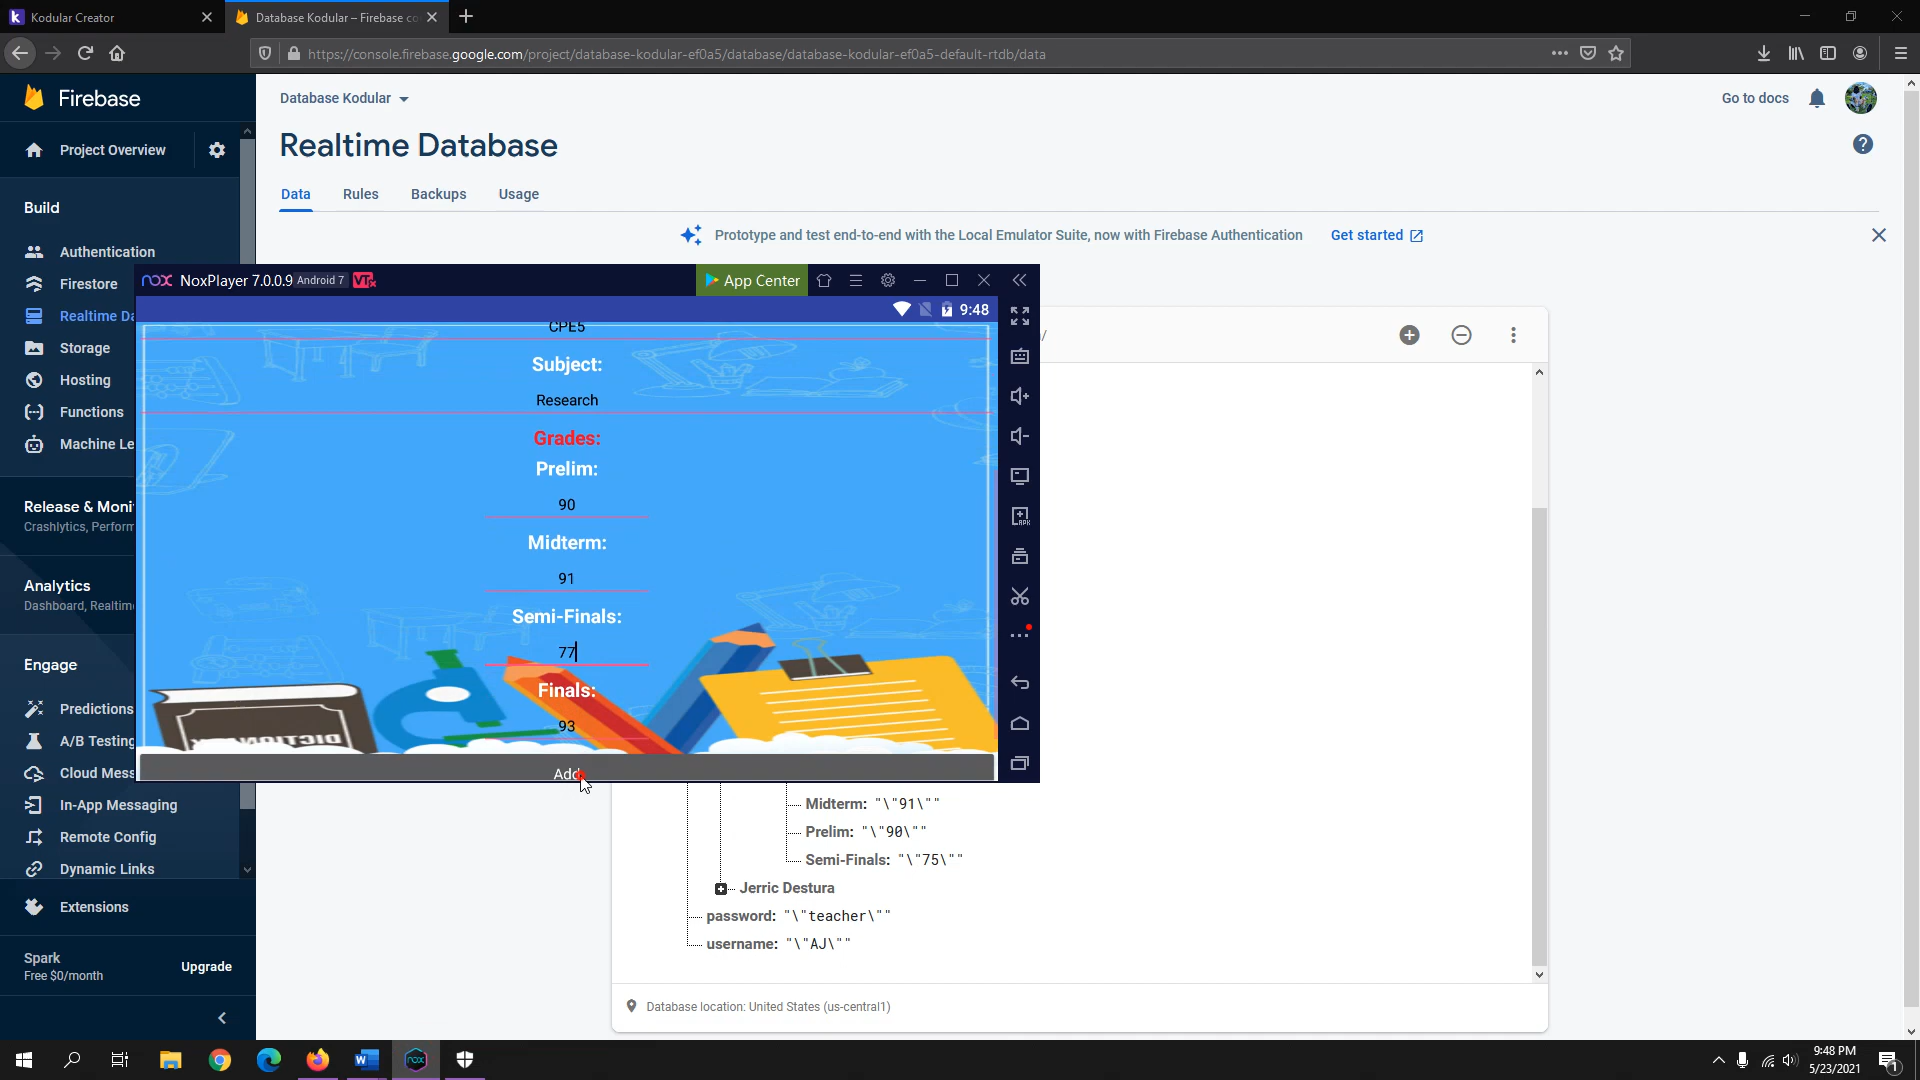 Kodular Creator
Database Kodular – Firebase co
https://console.firebase.google.com/project/database-kodular-ef0a5/database/database-kodular-ef0a5-default-rtdb/data
Firebase
Database Kodular
Go to docs
Project Overview
Realtime Database
Build
Data
Rules
Backups
Usage
Authentication
Prototype and test end-to-end with the Local Emulator Suite, now with Firebase Authentication
Get started
Firestore
Realtime Da
Storage
Hosting
Functions
Machine Le
Release & Moni
Crashlytics, Perform
Analytics
Dashboard, Realtime
Engage
Predictions
A/B Testing
Cloud Mess
In-App Messaging
Remote Config
Dynamic Links
Extensions
Spark
Free $0/month
Upgrade
nox NoxPlayer 7.0.0.9 Android 7
App Center
9:48
CPE5
Subject:
Research
Grades:
Prelim:
90
Midterm:
91
Semi-Finals:
77
Finals:
93
Add
/
Midterm: "\"91\""
Prelim: "\"90\""
Semi-Finals: "\"75\""
Jerric Destura
password: "\"teacher\""
username: "\"AJ\""
Database location: United States (us-central1)
9:48 PM
5/23/2021
1